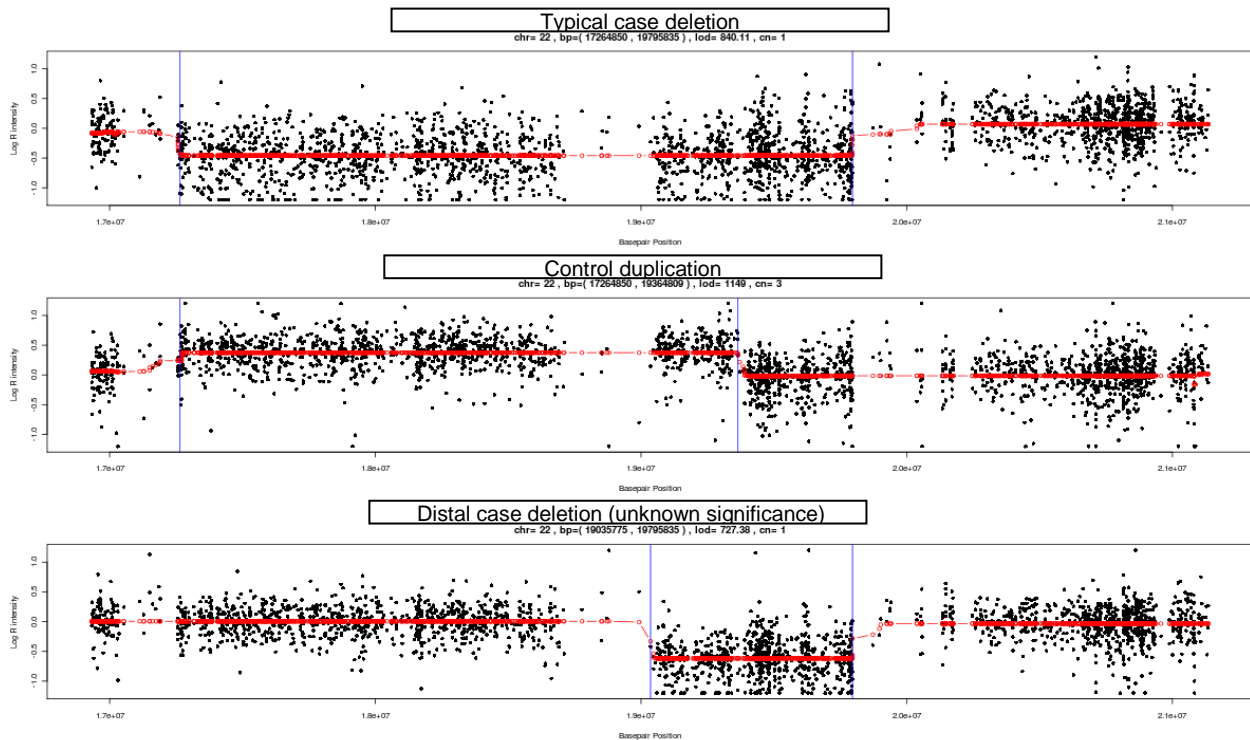 Typical case deletion
chr= 22 , bp=( 17264850 , 19795835 ) , lod= 840.11 , cn= 1
Log R intensity
1.0
0.5
0.0
-0.5
-1.0
1.7e+07 1.8e+07 1.9e+07 2.0e+07 2.1e+07
Basepair Position
Control duplication
chr= 22 , bp=( 17264850 , 19364809 ) , lod= 1149 , cn= 3
Log R intensity
1.0
0.5
0.0
-0.5
-1.0
1.7e+07 1.8e+07 1.9e+07 2.0e+07 2.1e+07
Basepair Position
Distal case deletion (unknown significance)
chr= 22 , bp=( 19035775 , 19795835 ) , lod= 727.38 , cn= 1
Log R intensity
1.0
0.5
0.0
-0.5
-1.0
1.7e+07 1.8e+07 1.9e+07 2.0e+07 2.1e+07
Basepair Position